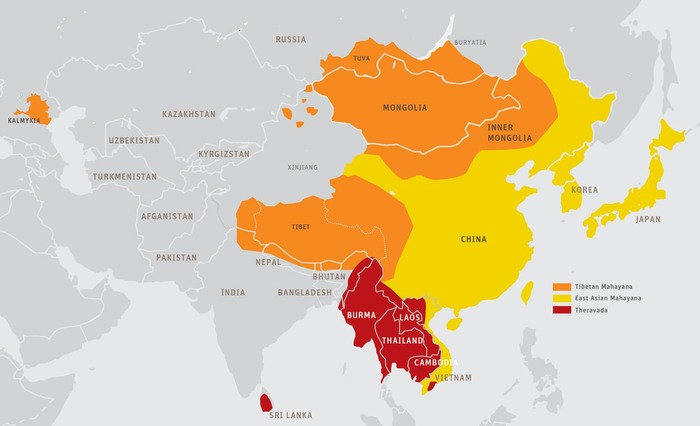 RUSSIA
BURYATIA
TUVA
KALMYKIA
MONGOLIA
KAZAKHSTAN
INNER
MONGOLIA
UZBEKISTAN
KYRGYZSTAN
XINJIANG
TURKMENISTAN
KOREA
AFGANISTAN
JAPAN
TIBET
CHINA
PAKISTAN
NEPAL
BHUTAN
INDIA
BANGLADESH
Tibetan Mahayana
East Asian Mahayana
Theravada
BURMA
LAOS
THAILAND
CAMBODIA
VIETNAM
SRI LANKA